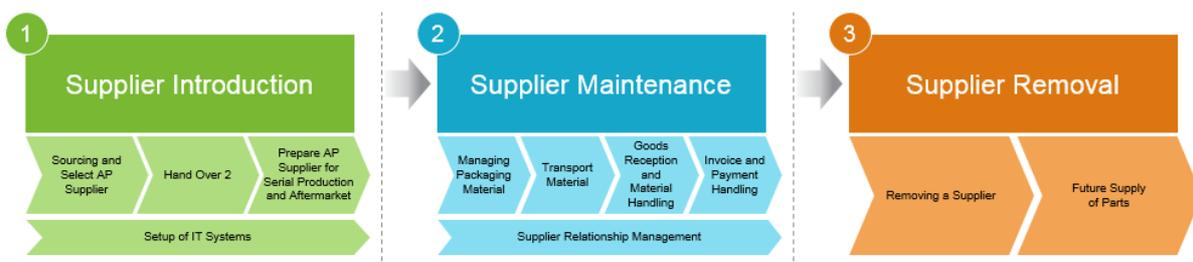 1
Supplier Introduction
Sourcing and
Select AP
Supplier
Hand Over 2
Prepare AP
Supplier for
Serial Production
and Aftermarket
Setup of IT Systems
2
Supplier Maintenance
Managing
Packaging
Material
Transport
Material
Goods
Reception
and
Material
Handling
Invoice and
Payment
Handling
Supplier Relationship Management
3
Supplier Removal
Removing a Supplier
Future Supply
of Parts